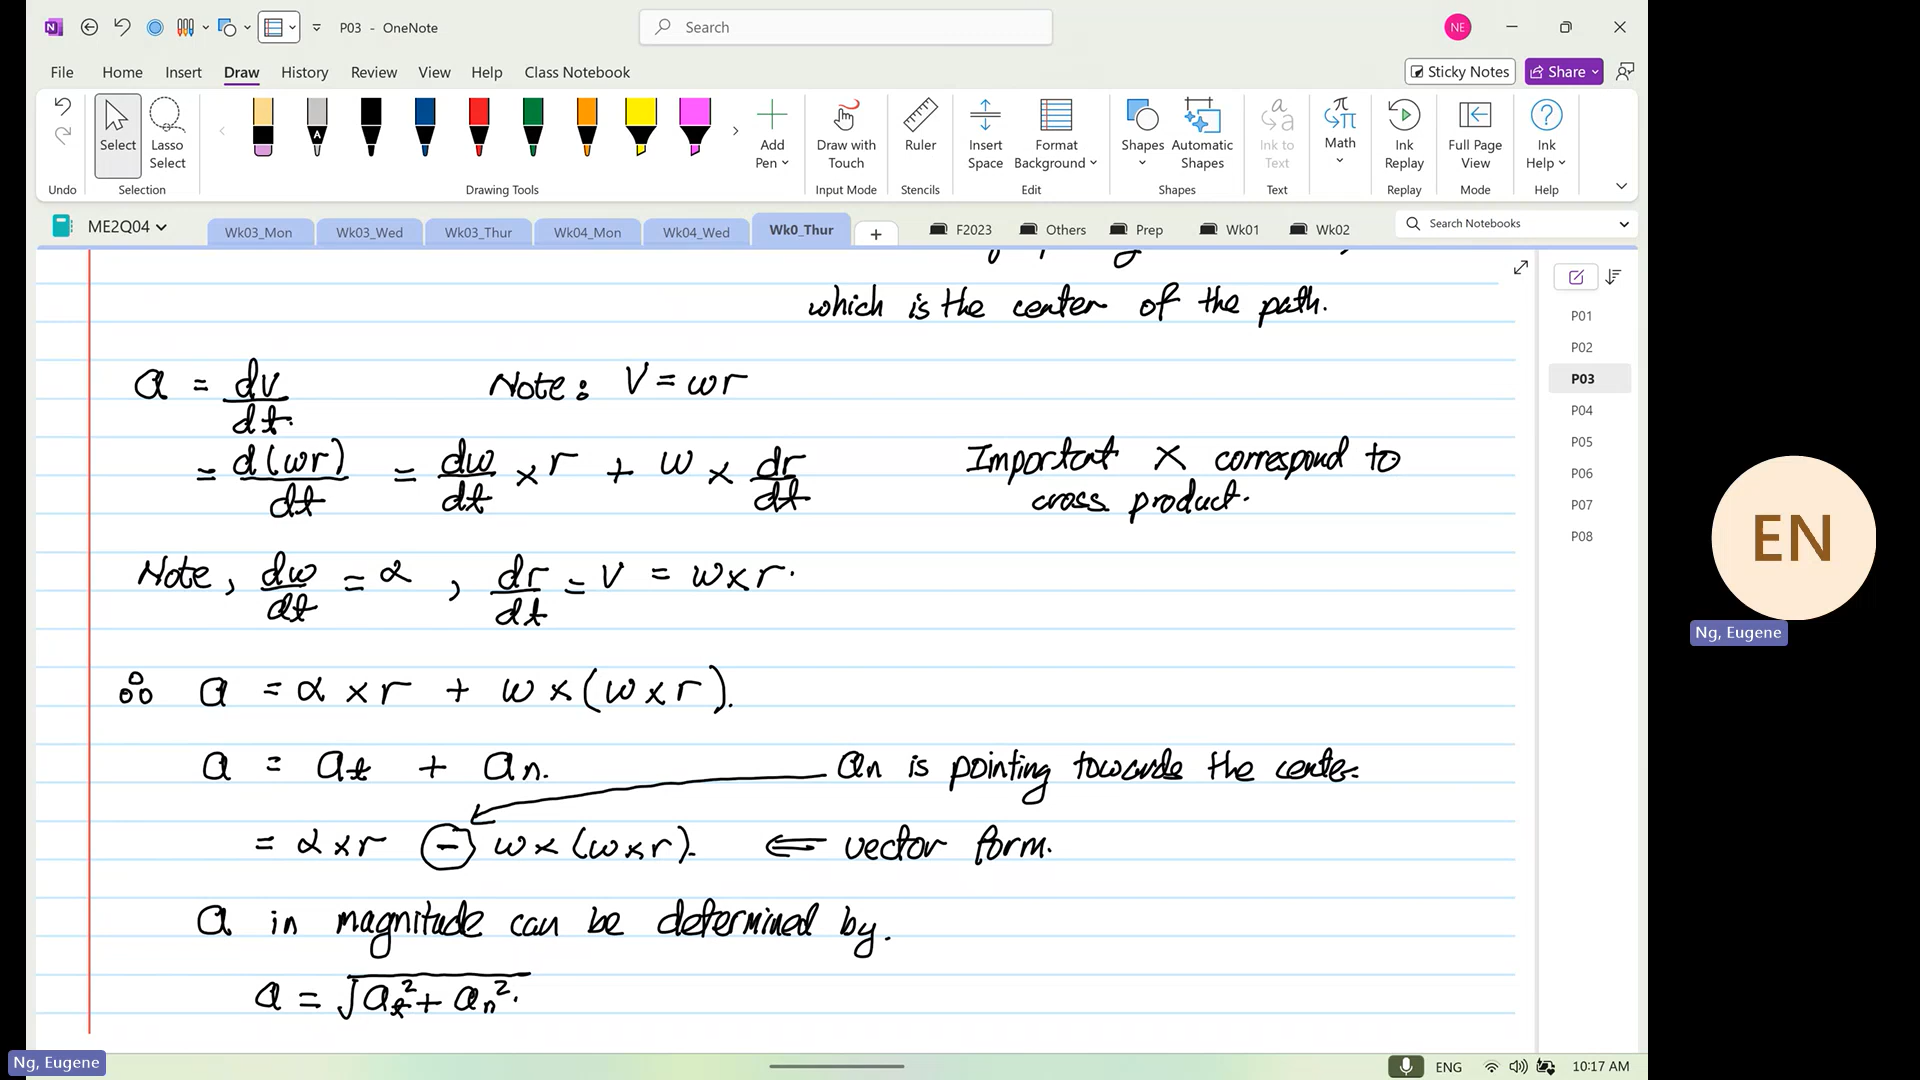 P03 - OneNote
Search
NE
File Home Insert Draw History Review View Help Class Notebook
Sticky Notes
Share
Undo
Select
Lasso Select
Selection
A
Drawing Tools
Add Pen
Draw with Touch
Input Mode
Ruler
Stencils
Insert Space
Format Background
Edit
Shapes
Automatic Shapes
Shapes
Ink to Text
Text
Math
Ink Replay
Replay
Full Page View
Mode
Ink Help
Help
ME2Q04
Wk03_Mon Wk03_Wed Wk03_Thur Wk04_Mon Wk04_Wed Wk0_Thur + F2023 Others Prep Wk01 Wk02
Search Notebooks
which is the center of the path.
a = dv/dt Note: V = ωr
= d(ωr)/dt = dω/dt × r + ω × dr/dt
Important × correspond to
cross product.
Note, dω/dt = α , dr/dt = V = ω×r.
∴ a = α × r + ω × (ω × r).
a = at + an. an is pointing towards the center.
= α × r - ω × (ω × r). ⇐ vector form.
a in magnitude can be determined by.
a = √at² + an².
P01
P02
P03
P04
P05
P06
P07
P08
EN
Ng, Eugene
Ng, Eugene
ENG
10:17 AM